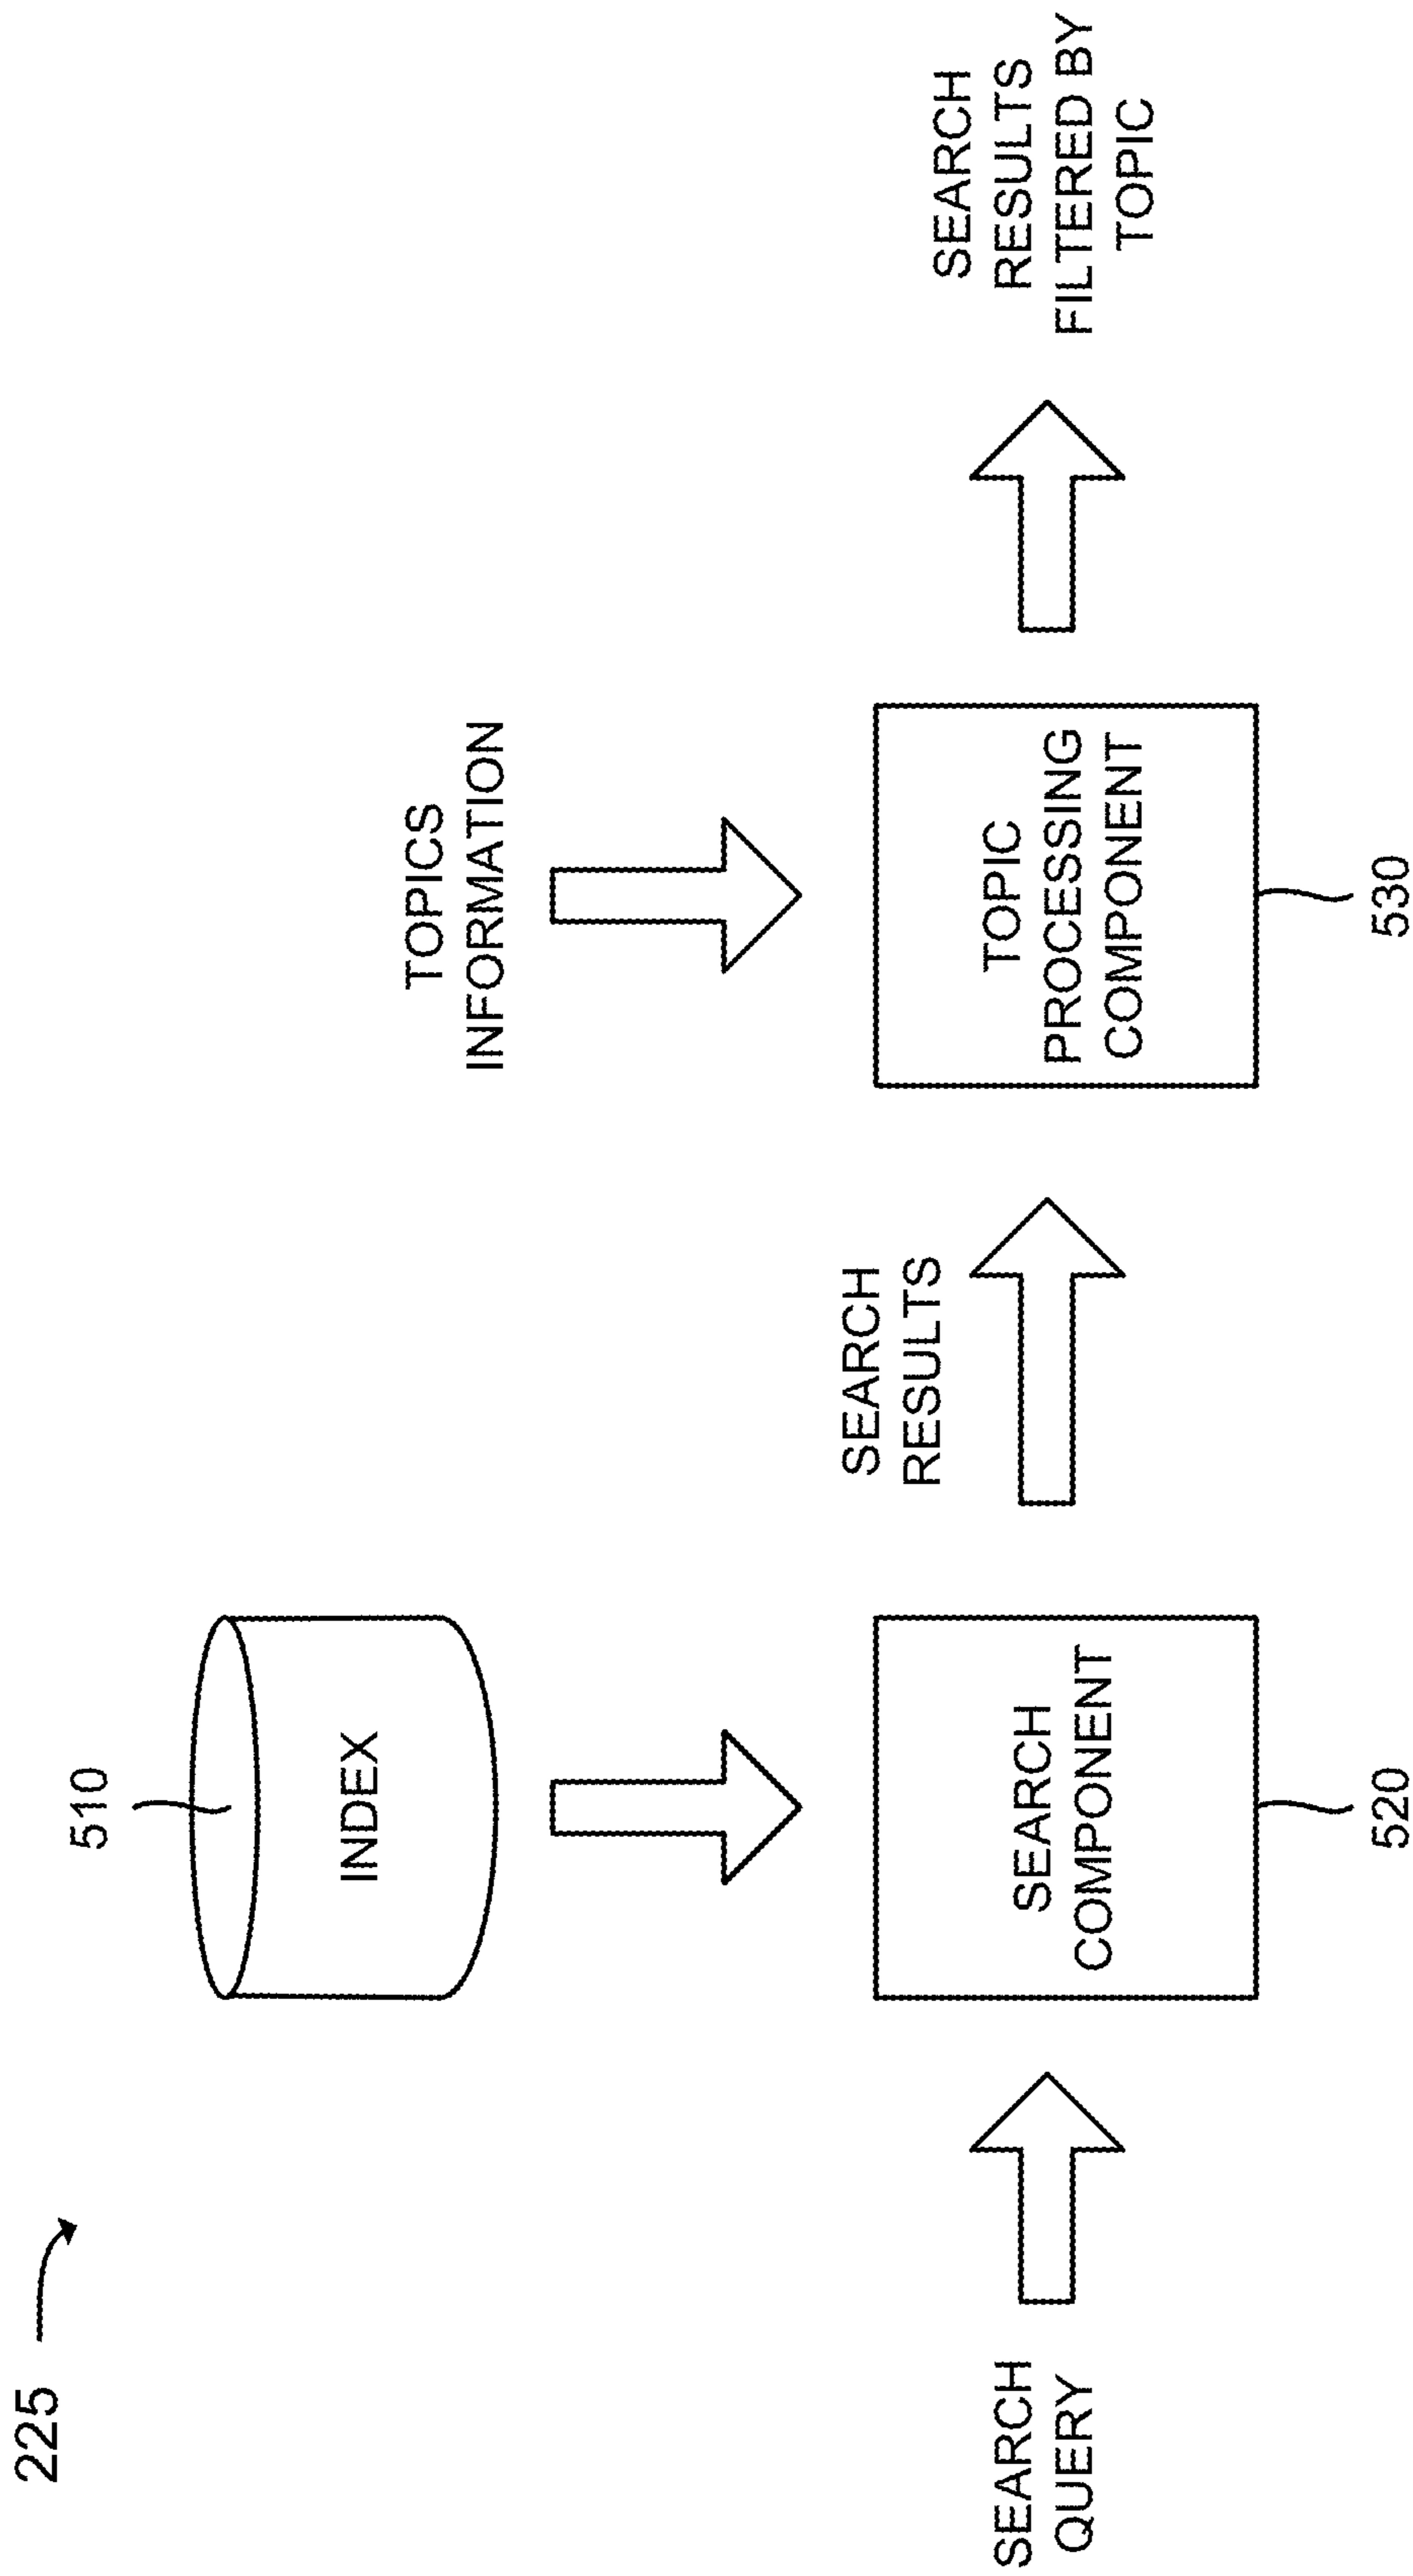 225
510
INDEX
TOPICS
INFORMATION
SEARCH
QUERY
SEARCH
COMPONENT
520
SEARCH
RESULTS
TOPIC
PROCESSING
COMPONENT
530
SEARCH
RESULTS
FILTERED BY
TOPIC